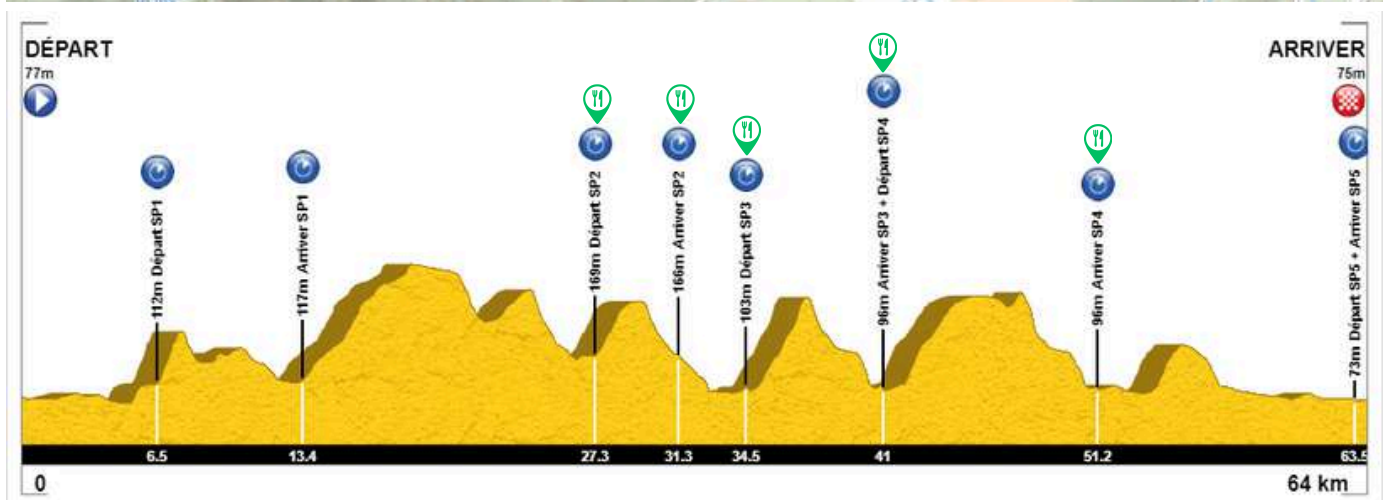 DÉPART
77m
ARRIVER
75m
112m Départ SP1
117m Arriver SP1
169m Départ SP2
166m Arriver SP2
103m Départ SP3
96m Arriver SP3 + Départ SP4
96m Arriver SP4
73m Départ SP5 + Arriver SP5
6.5
13.4
27.3
31.3
34.5
41
51.2
63.5
0
64 km